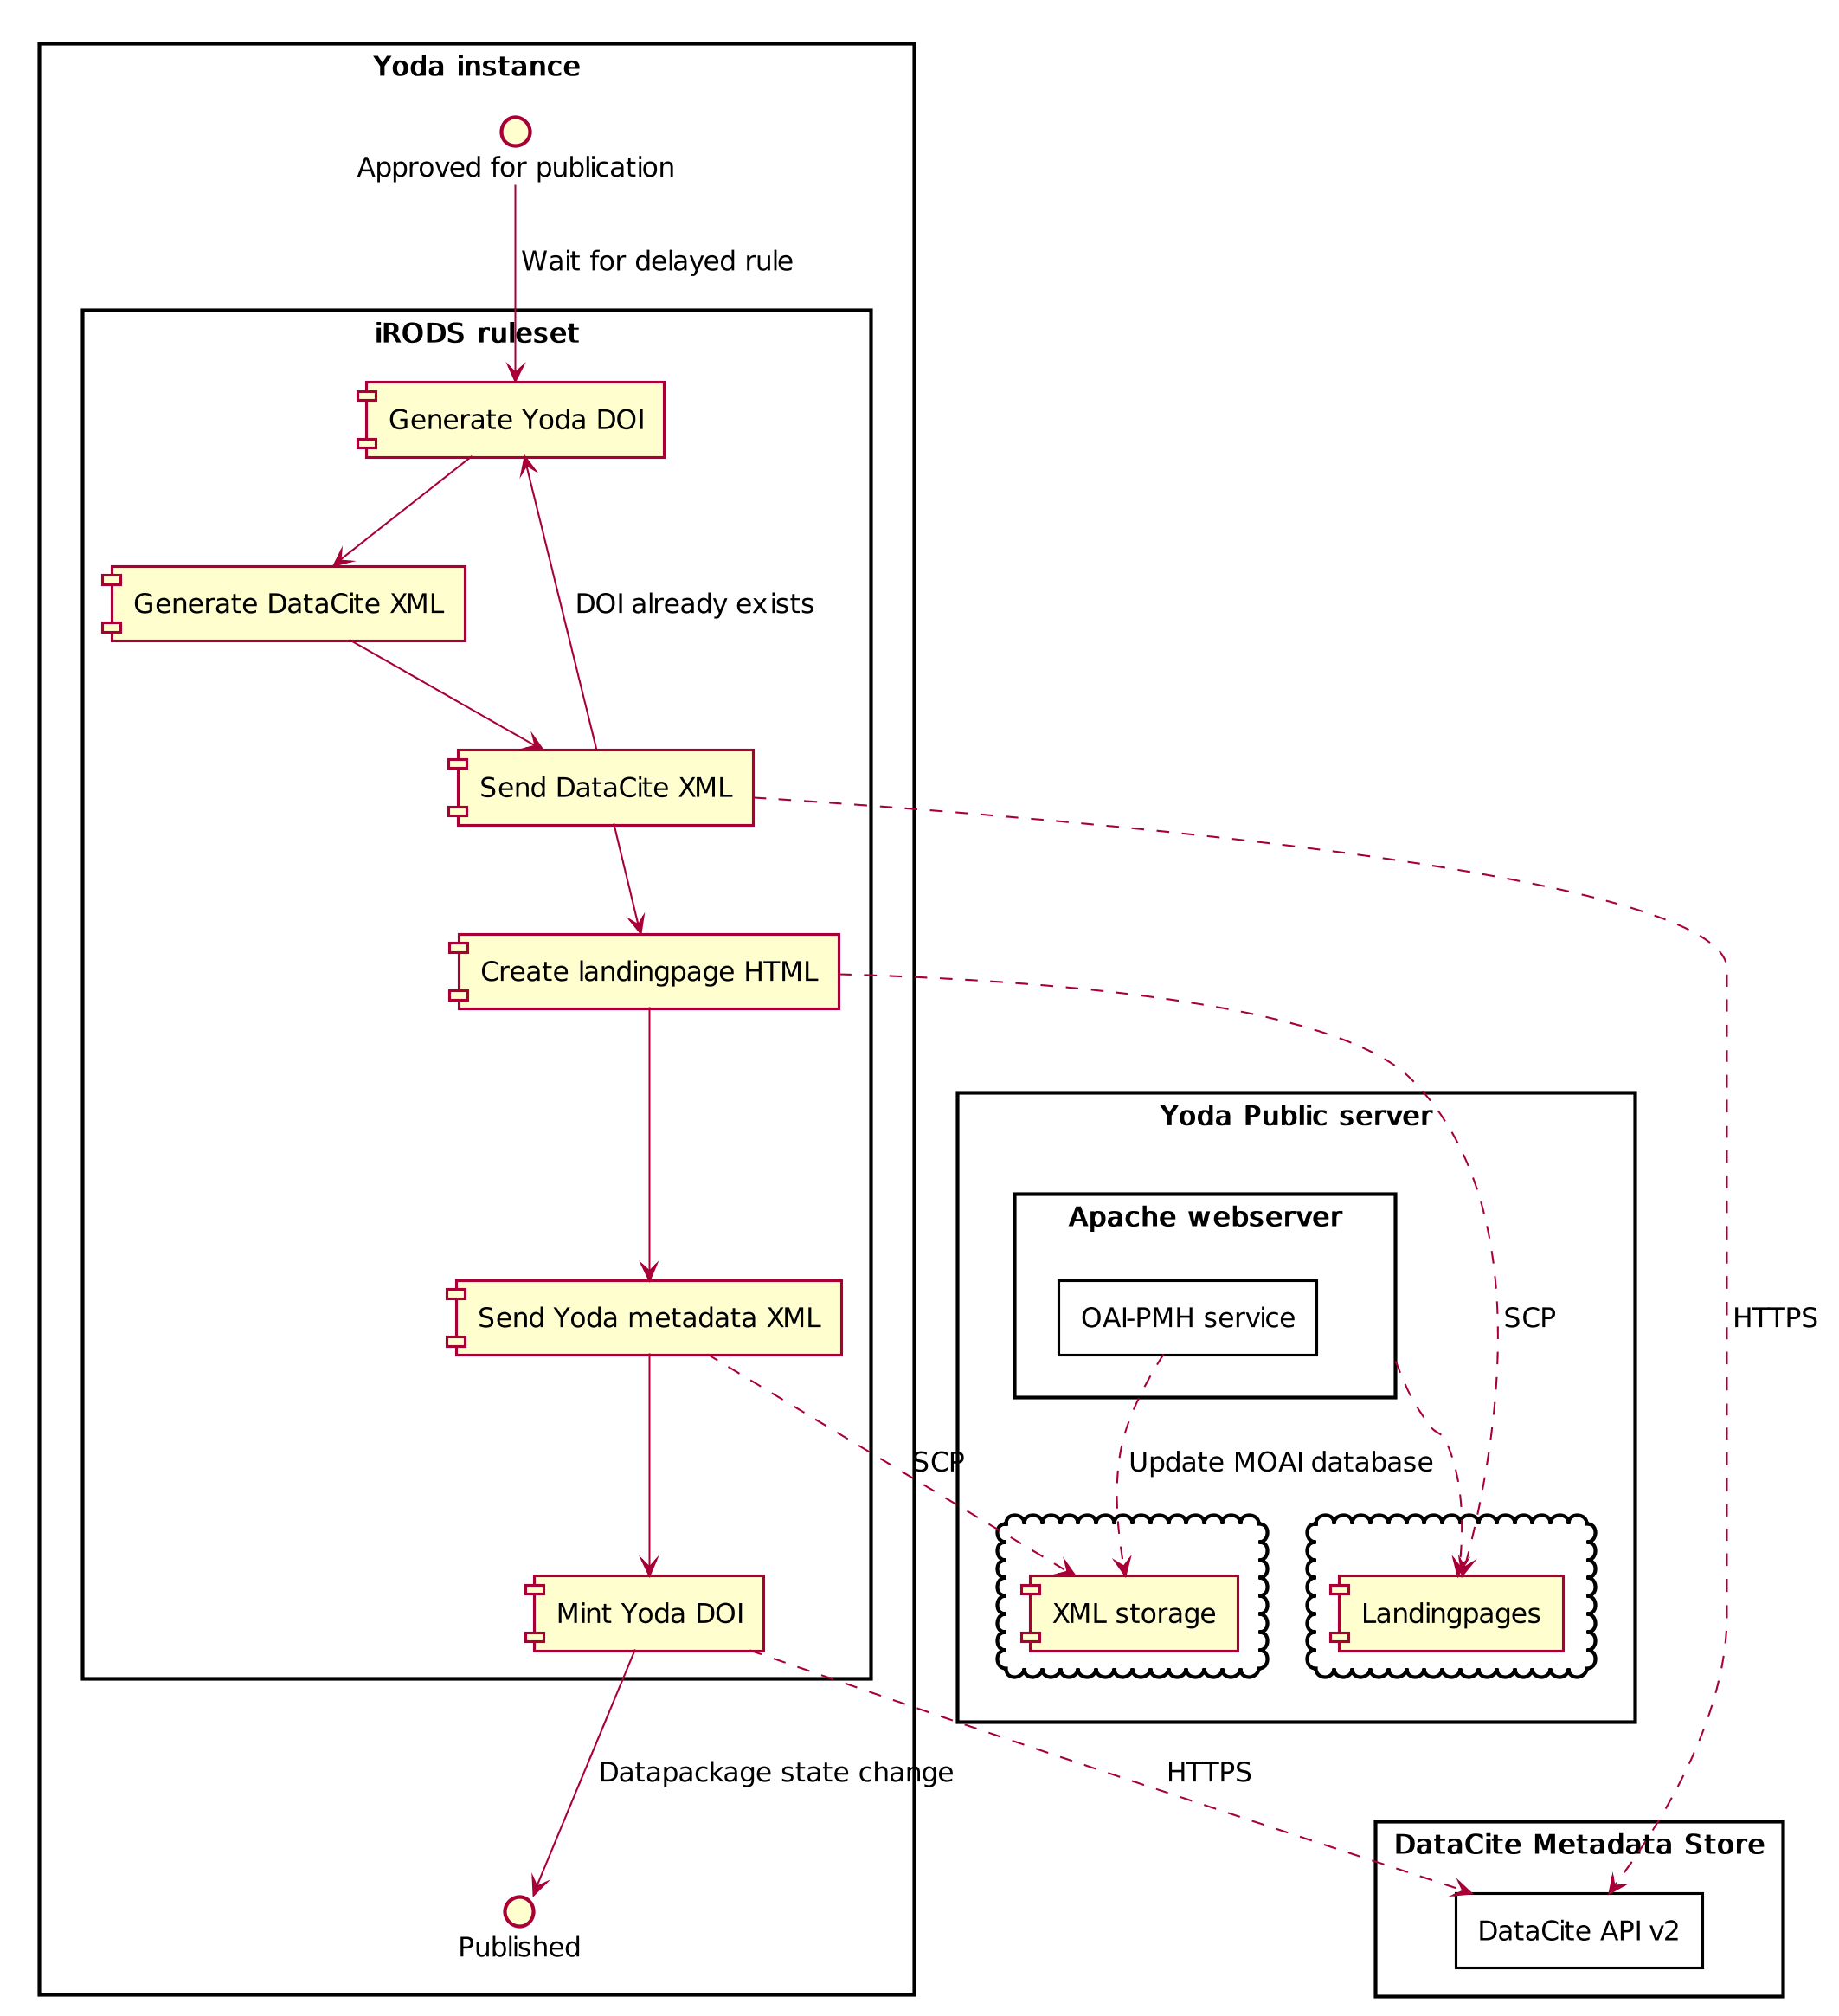 Yoda instance
Approved for publication
Wait for delayed rule
iRODS ruleset
Generate Yoda DOI
Generate DataCite XML
DOI already exists
Send DataCite XML
Create landingpage HTML
Yoda Public server
Apache webserver
Send Yoda metadata XML
OAI-PMH service
SCP
HTTPS
SCP
Update MOAI database
Mint Yoda DOI
XML storage
Landingpages
Datapackage state change
HTTPS
DataCite Metadata Store
DataCite API v2
Published